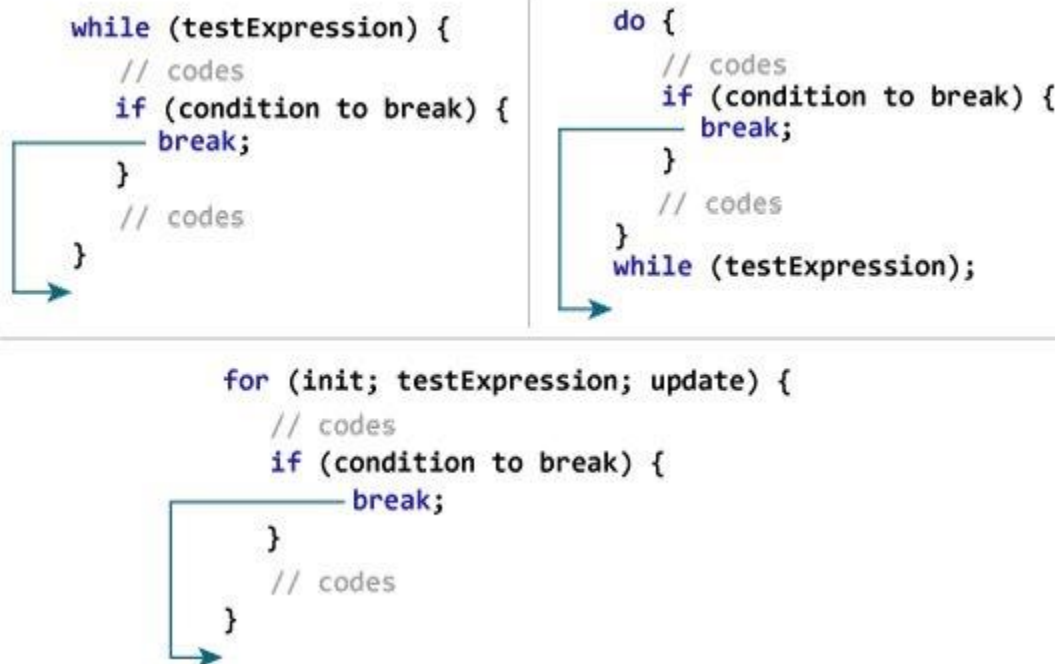 while (testExpression) {
// codes
if (condition to break) {
break;
}
// codes
}
do {
// codes
if (condition to break) {
break;
}
// codes
}
while (testExpression);
for (init; testExpression; update) {
// codes
if (condition to break) {
break;
}
// codes
}